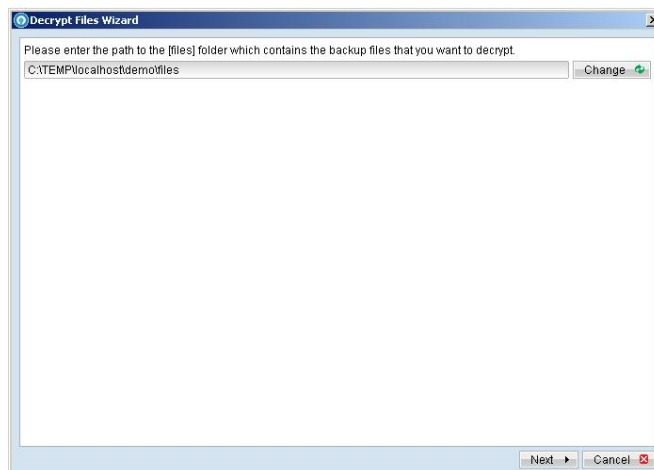 Decrypt Files Wizard
Please enter the path to the [files] folder which contains the backup files that you want to decrypt.
C:\TEMP\localhost\demo\files
Change
Next
Cancel